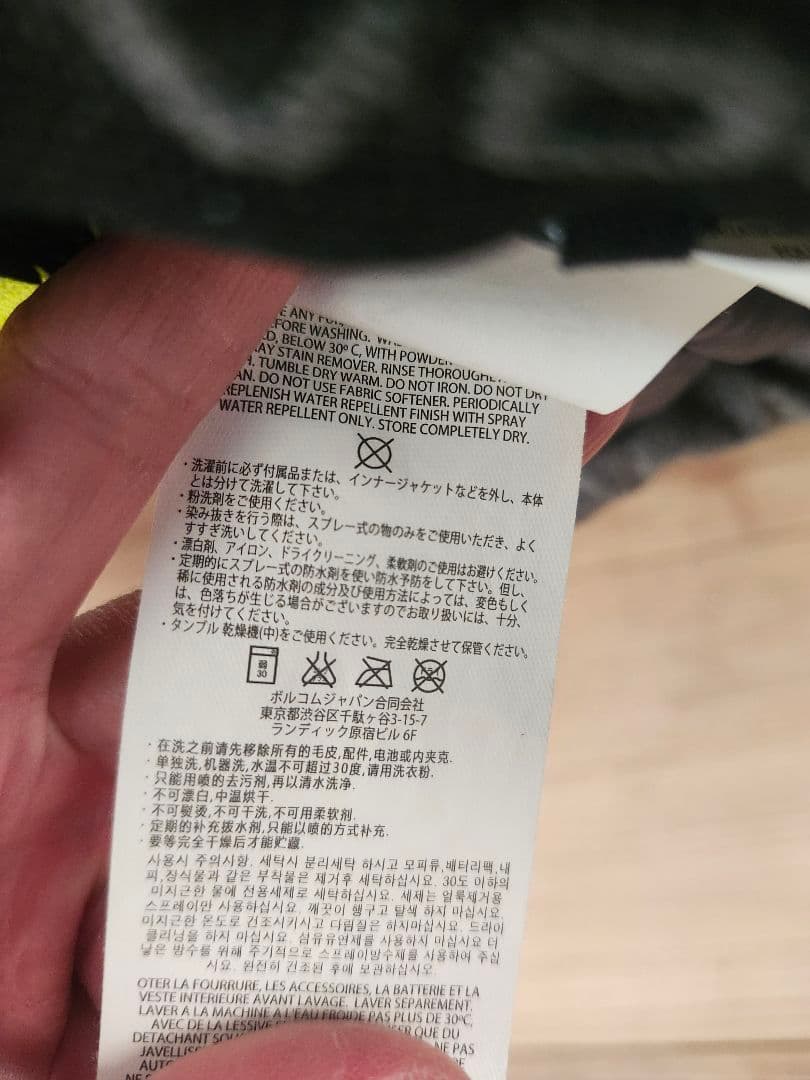 E ANY
FORE WASHING.
D, BELOW 30º C, WITH POWDE
AY STAIN REMOVER. RINSE THOROUGH
H. TUMBLE DRY WARM. DO NOT IRON. DO NOT DRY
AN. DO NOT USE FABRIC SOFTENER. PERIODICALLY
REPLENISH WATER REPELLENT FINISH WITH SPRAY
WATER REPELLENT ONLY. STORE COMPLETELY DRY.
・洗濯前に必ず付属品または、インナージャケットなどを外し、本体
とは分けて洗濯して下さい。
・粉洗剤をご使用ください。
・染み抜きを行う際は、スプレー式の物のみをご使用いただき、よく
すすぎ洗いしてください。
・漂白剤、アイロン、ドライクリーニング、柔軟剤のご使用はお避けください。
・定期的にスプレー式の防水剤を使い防水予防をして下さい。但し、
稀に使用される防水剤の成分及び使用方法によっては、変色もしく
は、色落ちが生じる場合がございますのでお取り扱いには、十分、
気を付けてください。
・タンブル乾燥機(中)をご使用ください。完全乾燥させて保管ください。
弱
30
ボルコムジャパン合同会社
東京都渋谷区千駄ヶ谷3-15-7
ランディック原宿ビル 6F
· 在洗之前请先移除所有的毛皮,配件,电池或内夹克.
· 单独洗,机器洗,水温不可超过30度,请用洗衣粉.
· 只能用喷的去污剂,再以清水洗净.
· 不可漂白,中温烘干.
· 不可熨烫,不可干洗,不可用柔软剂.
· 定期的补充拨水剂,只能以喷的方式补充.
· 要等完全干燥后才能贮藏.
사용시 주의사항. 세탁시 분리세탁 하시고 모피류,배터리팩,내
피,장식물과 같은 부착물은 제거후 세탁하십시요. 30도 이하의
미지근한 물에 전용세제로 세탁하십시요. 세제는 얼룩제거용
스프레이만 사용하십시요. 깨끗이 헹구고 탈색 하지 마십시요.
미지근한 온도로 건조시키시고 다림질은 하지마십시요. 드라이
클리닝을 하지 마십시요. 섬유유연제를 사용하지 마십시요 더
낳은 방수를 위해 주기적으로 스프레이방수제를 사용하여 주십
시요. 완전히 건조된 후에 보관하십시오.
OTER LA FOURRURE, LES ACCESSOIRES, LA BATTERIE ET LA
VESTE INTERIEURE AVANT LAVAGE. LAVER SEPAREMENT.
LAVER A LA MACHINE A L'EAU FROIDE PAS PLUS DE 30ºC,
AVEC DE LA LESSIVE SER QUE DU
DETACHANT NE PAS
JAVELLISE
AUTO
NE